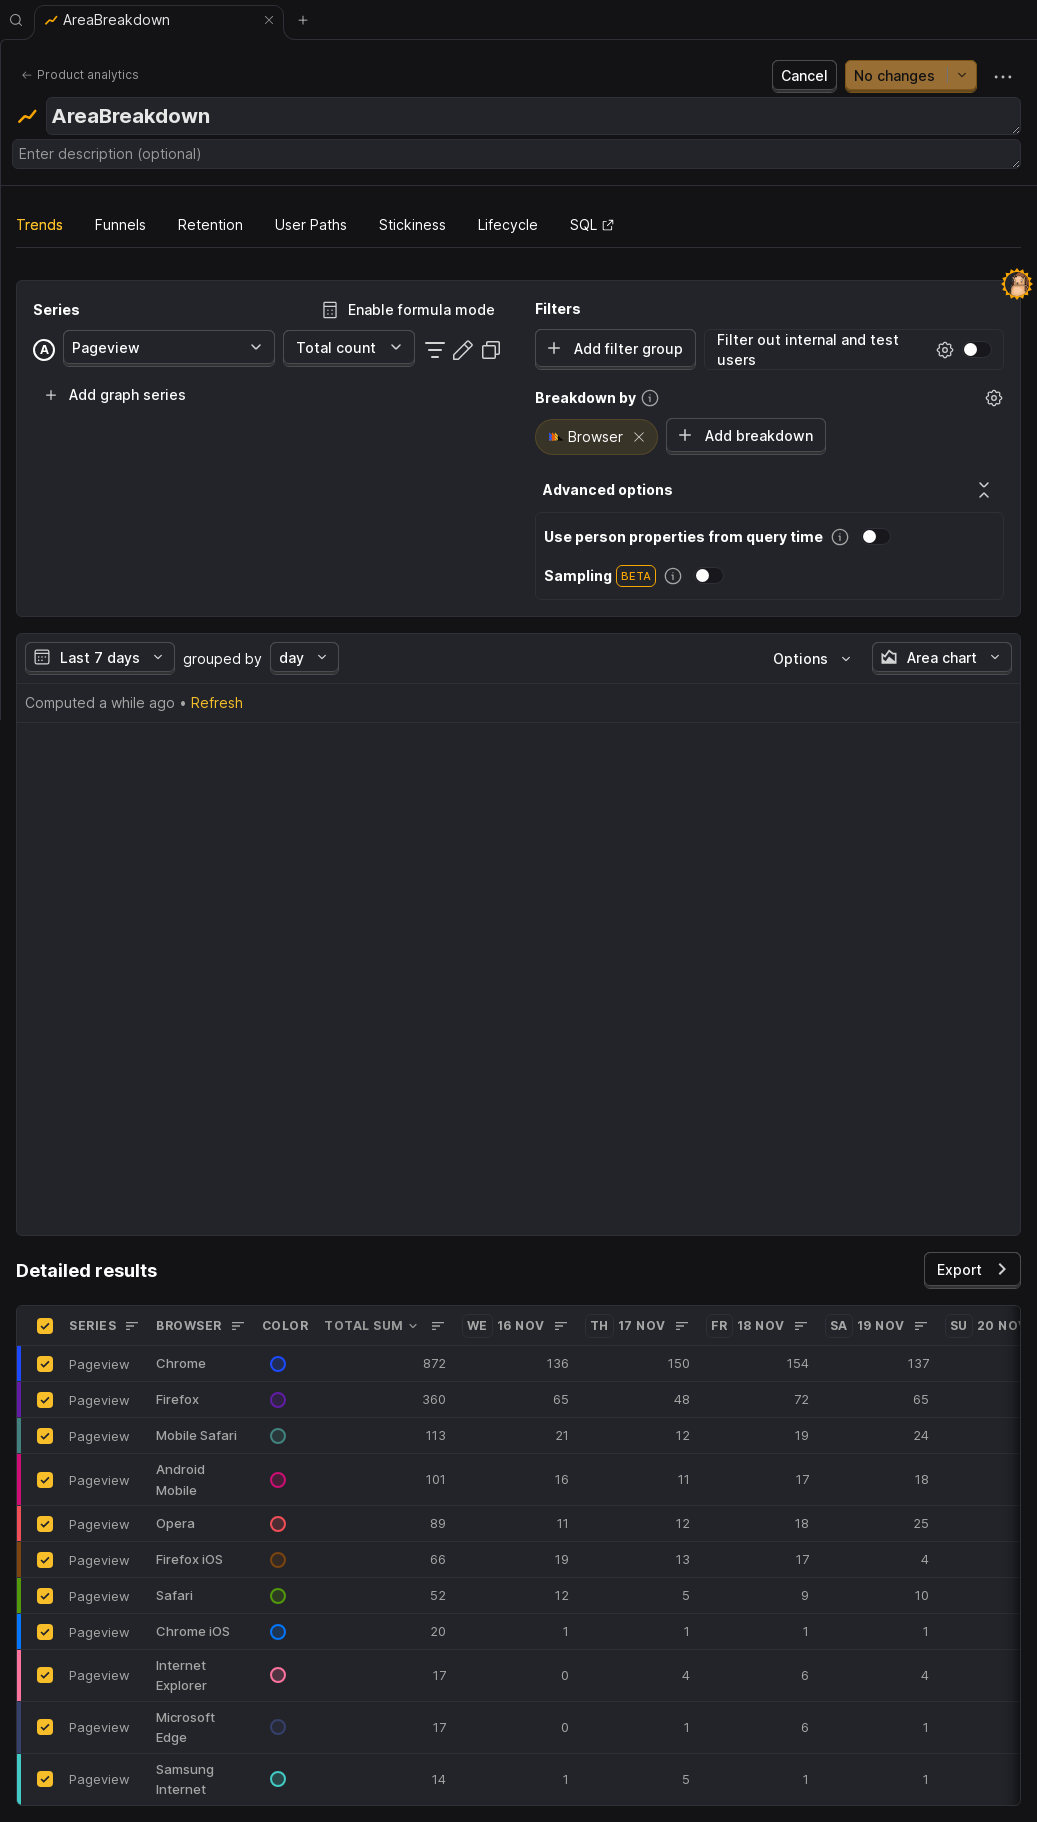 AreaBreakdown
Product analytics
Cancel
No changes
AreaBreakdown
Enter description (optional)
Trends Funnels Retention User Paths Stickiness Lifecycle SQL
Series
Enable formula mode
A Pageview Total count
Add graph series
Filters
Add filter group
Filter out internal and test
users
Breakdown by
Browser
Add breakdown
Advanced options
Use person properties from query time
Sampling BETA
Last 7 days grouped by day Options Area chart
Computed a while ago • Refresh
Detailed results
Export
SERIES BROWSER COLOR TOTAL SUM WE 16 NOV TH 17 NOV FR 18 NOV SA 19 NOV SU 20 NOV
Pageview Chrome 872 136 150 154 137
Pageview Firefox 360 65 48 72 65
Pageview Mobile Safari 113 21 12 19 24
Pageview Android
Mobile 101 16 11 17 18
Pageview Opera 89 11 12 18 25
Pageview Firefox iOS 66 19 13 17 4
Pageview Safari 52 12 5 9 10
Pageview Chrome iOS 20 1 1 1 1
Pageview Internet
Explorer 17 0 4 6 4
Pageview Microsoft
Edge 17 0 1 6 1
Pageview Samsung
Internet 14 1 5 1 1